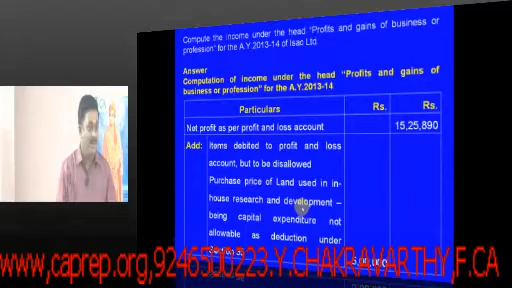 Compute the income under the head "Profits and gains of business or
profession" for the A.Y.2013-14 of Isac Ltd.
Answer
Computation of income under the head "Profits and gains of
business or profession" for the A.Y.2013-14
Particulars Rs. Rs.
Net profit as per profit and loss account 15,25,890
Add: Items debited to profit and loss
account, but to be disallowed
Purchase price of Land used in in-
house research and development –
being capital expenditure not
allowable as deduction under
www,caprep.org,9246500223.Y.CHAKRAVARTHY,F.CA